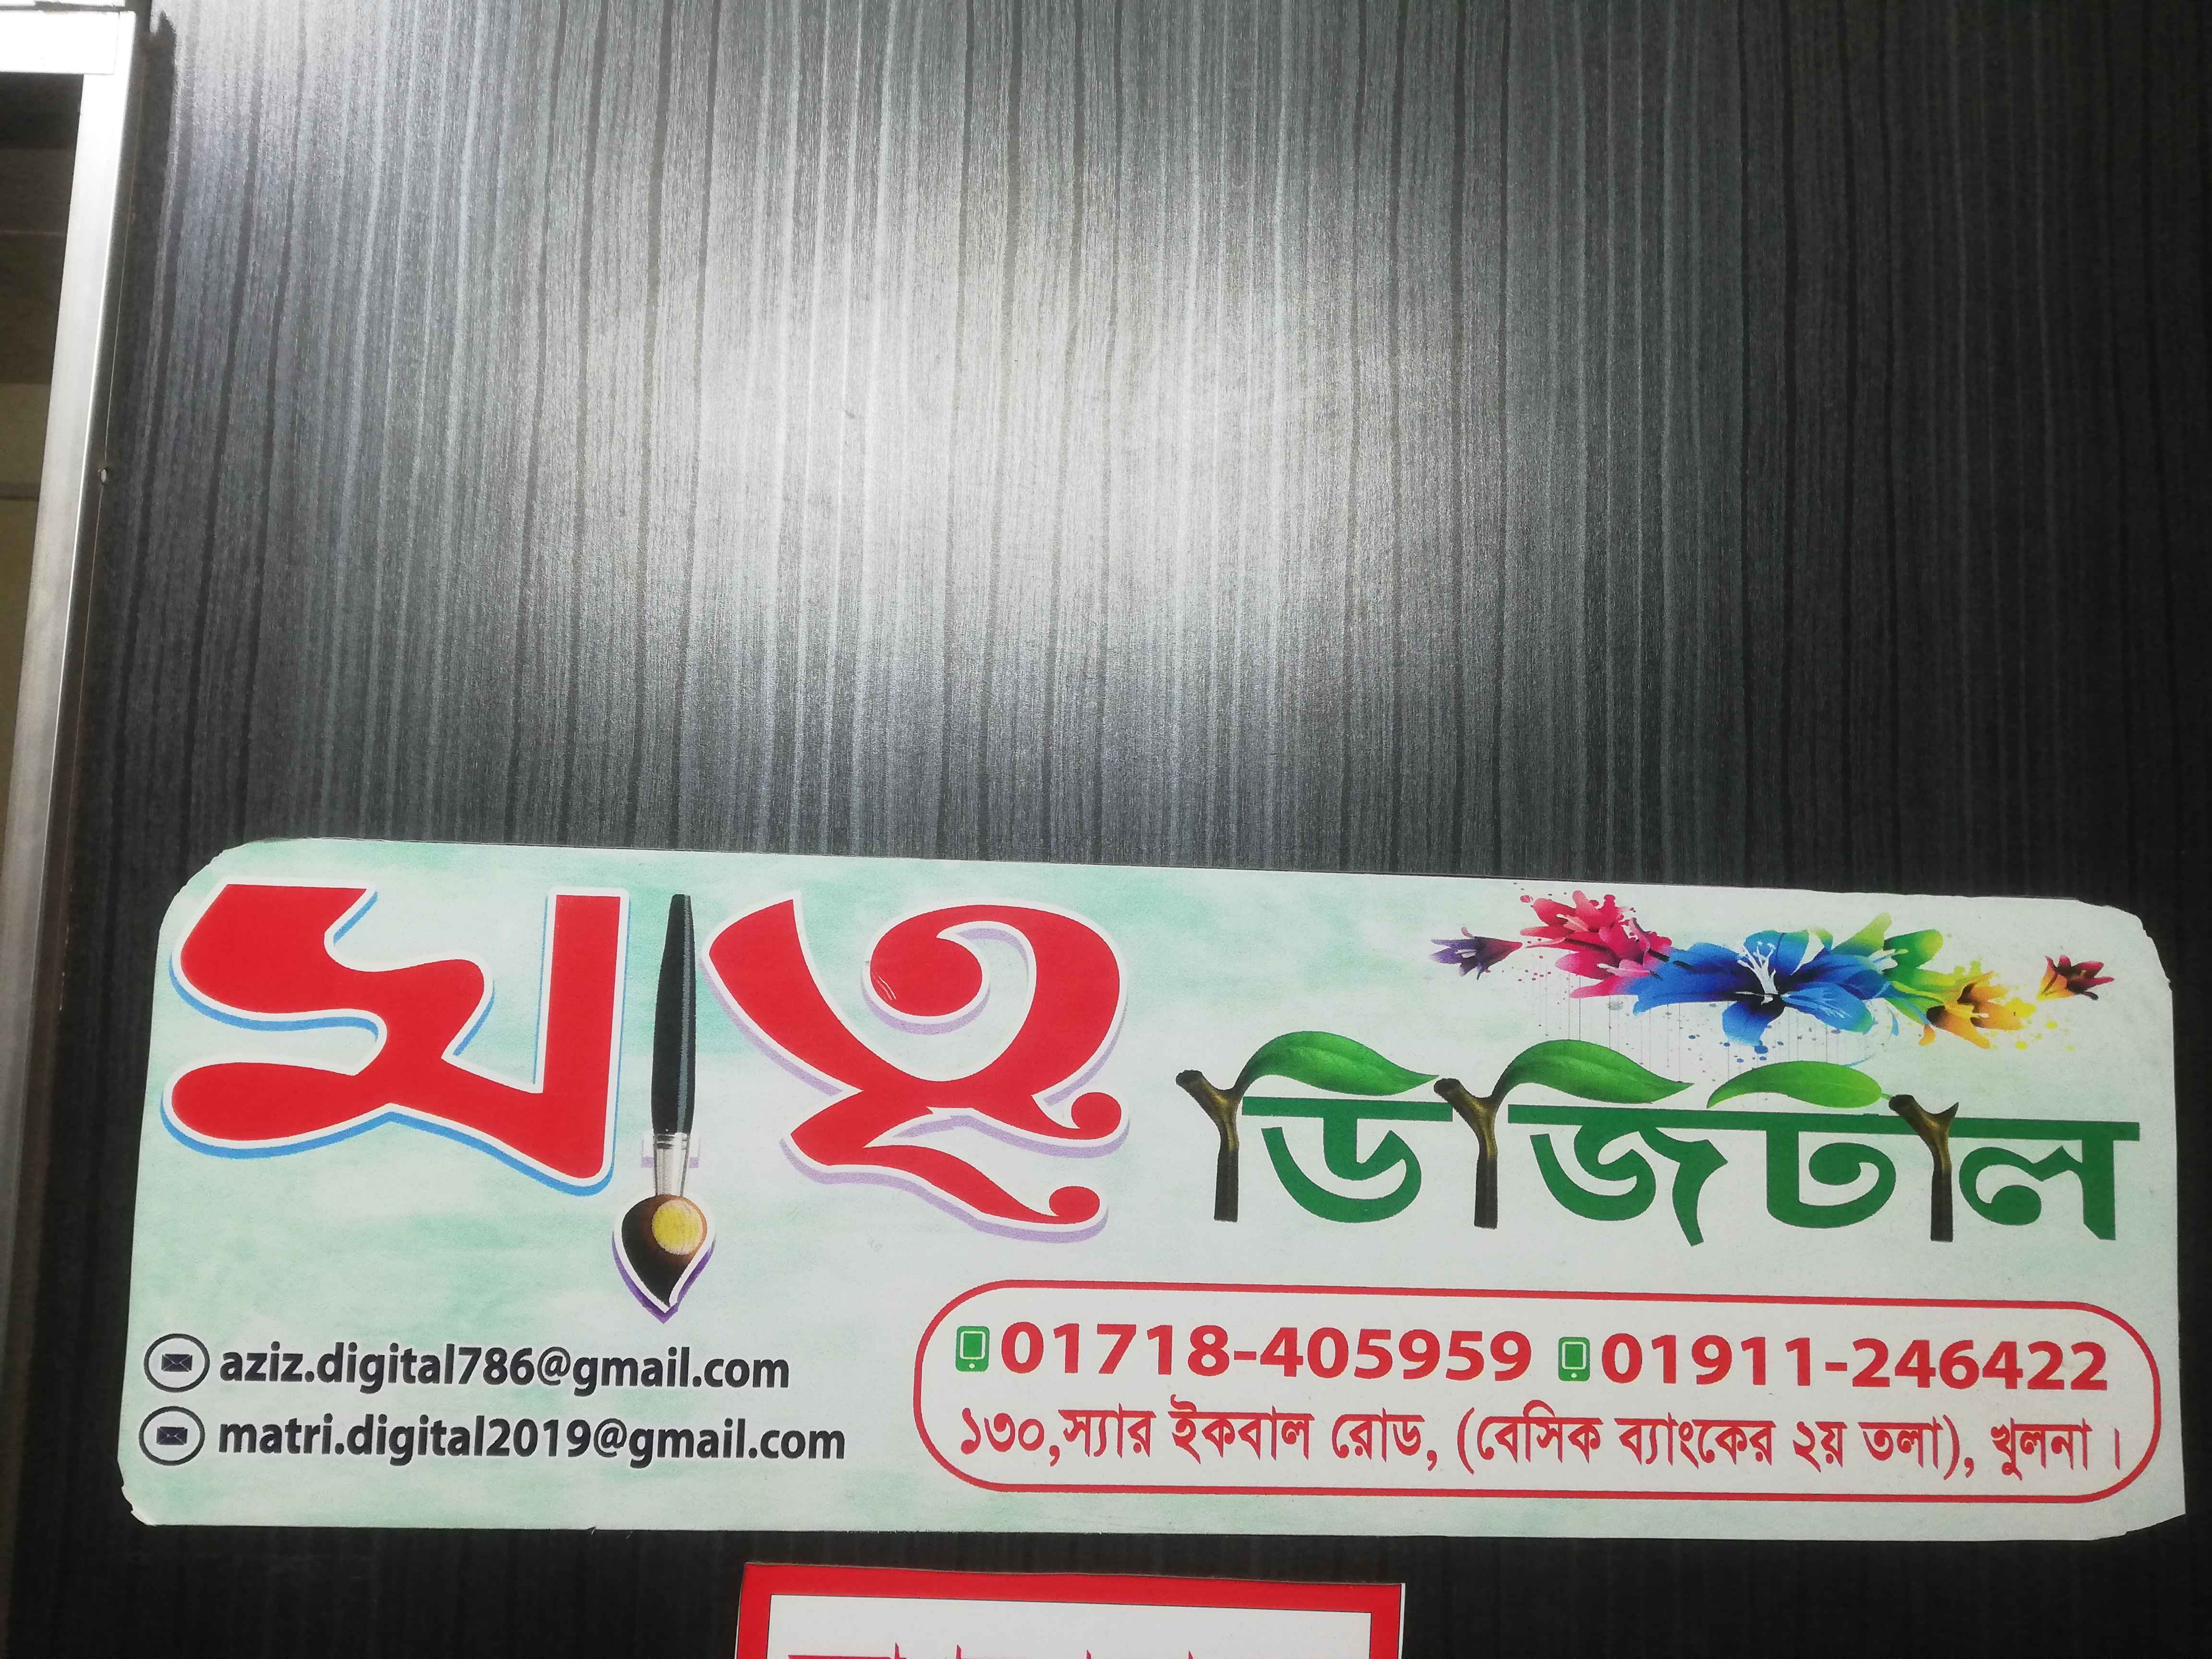 মাতৃ ডিজিটাল
aziz.digital786@gmail.com
matri.digital2019@gmail.com
01718-405959 01911-246422
১৩০,স্যার ইকবাল রোড, (বেসিক ব্যাংকের ২য় তলা), খুলনা।